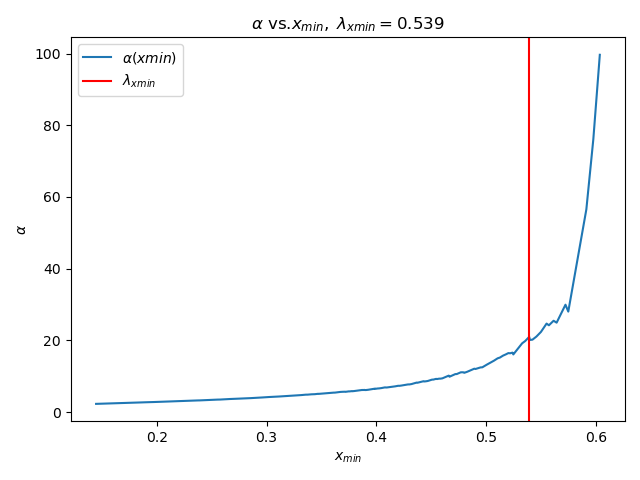 α vs.x_min, λ_xmin = 0.539
α(xmin)
λ_xmin
100
80
60
40
20
0
α
0.2 0.3 0.4 0.5 0.6
x_min